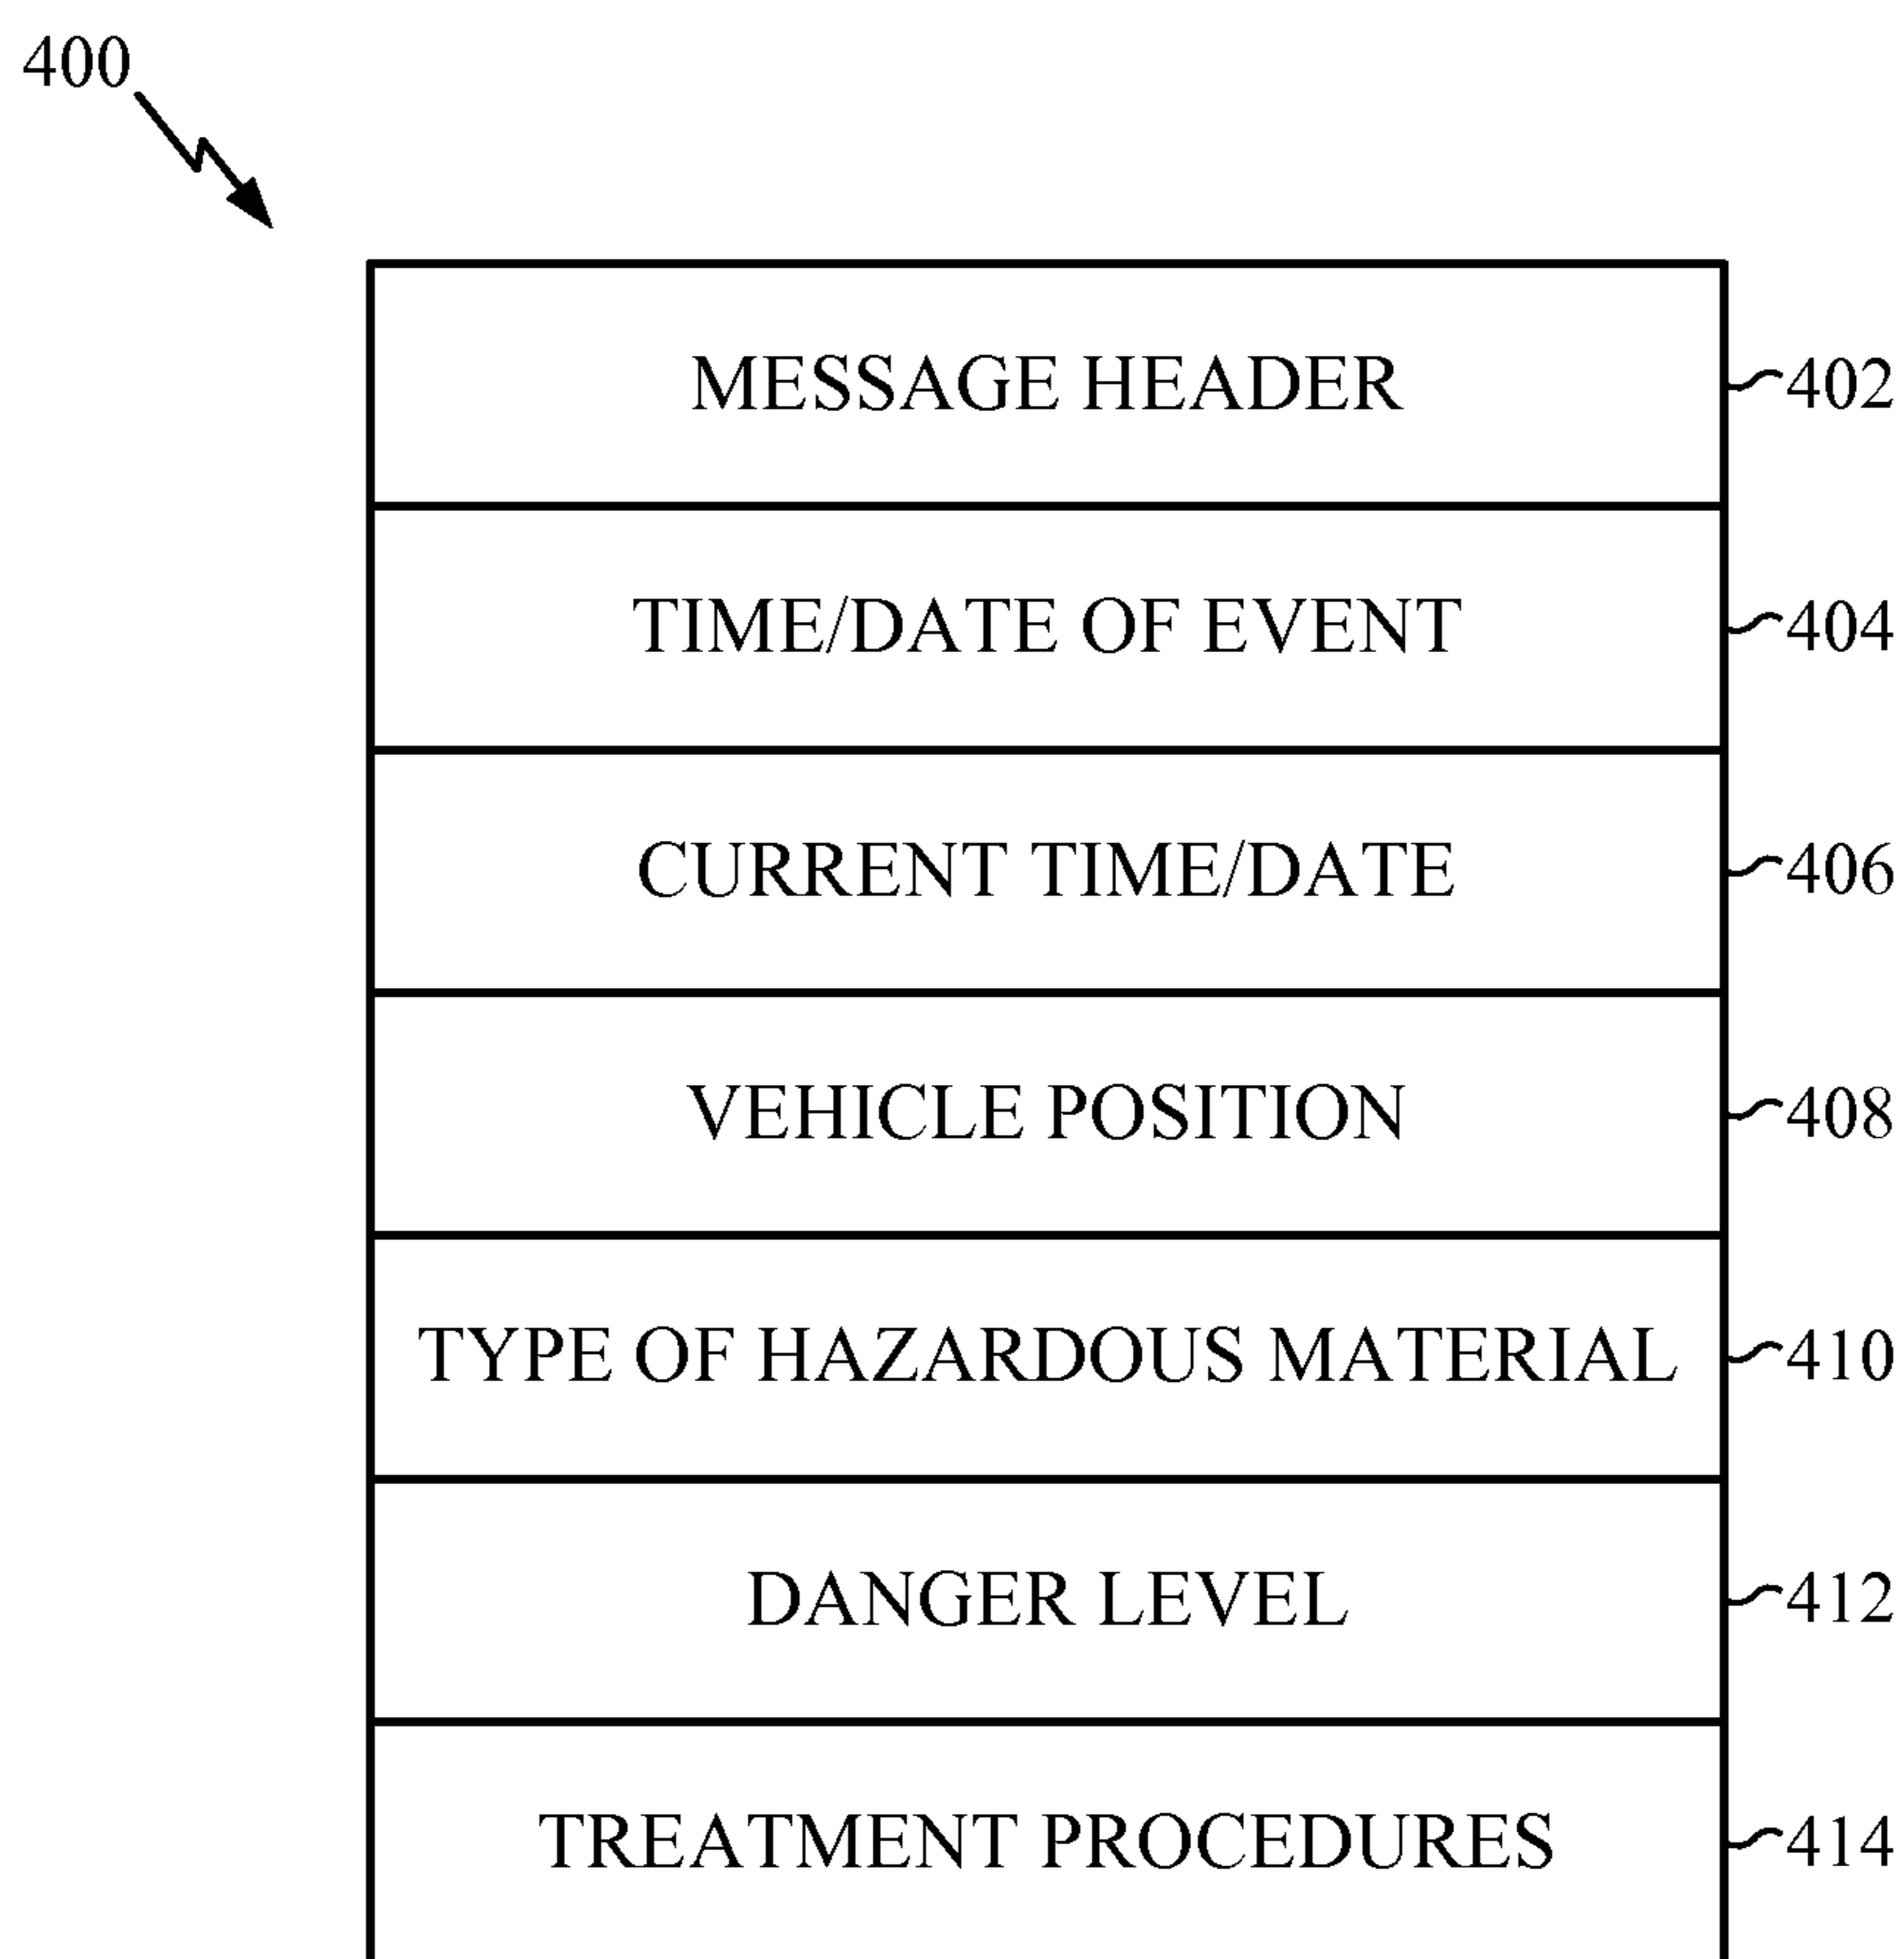 400
MESSAGE HEADER 402
TIME/DATE OF EVENT 404
CURRENT TIME/DATE 406
VEHICLE POSITION 408
TYPE OF HAZARDOUS MATERIAL 410
DANGER LEVEL 412
TREATMENT PROCEDURES 414